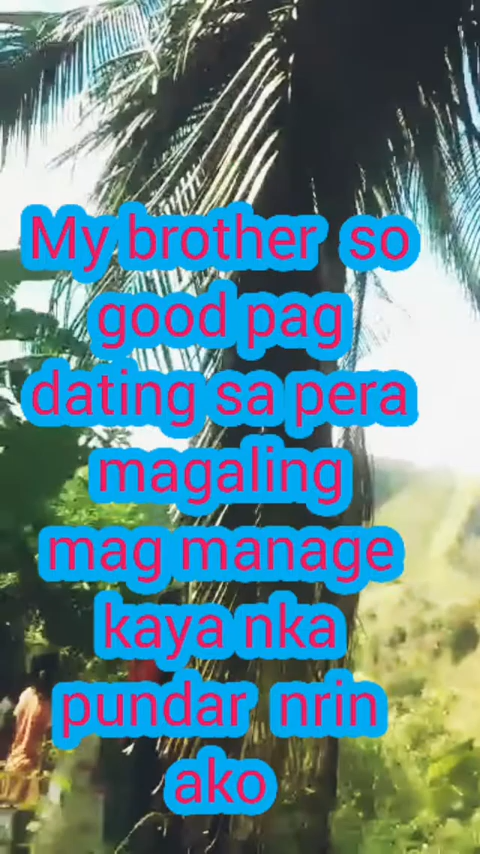 My brother so
good pag
dating sa pera
magaling
mag manage
kaya nka
pundar nrin
ako